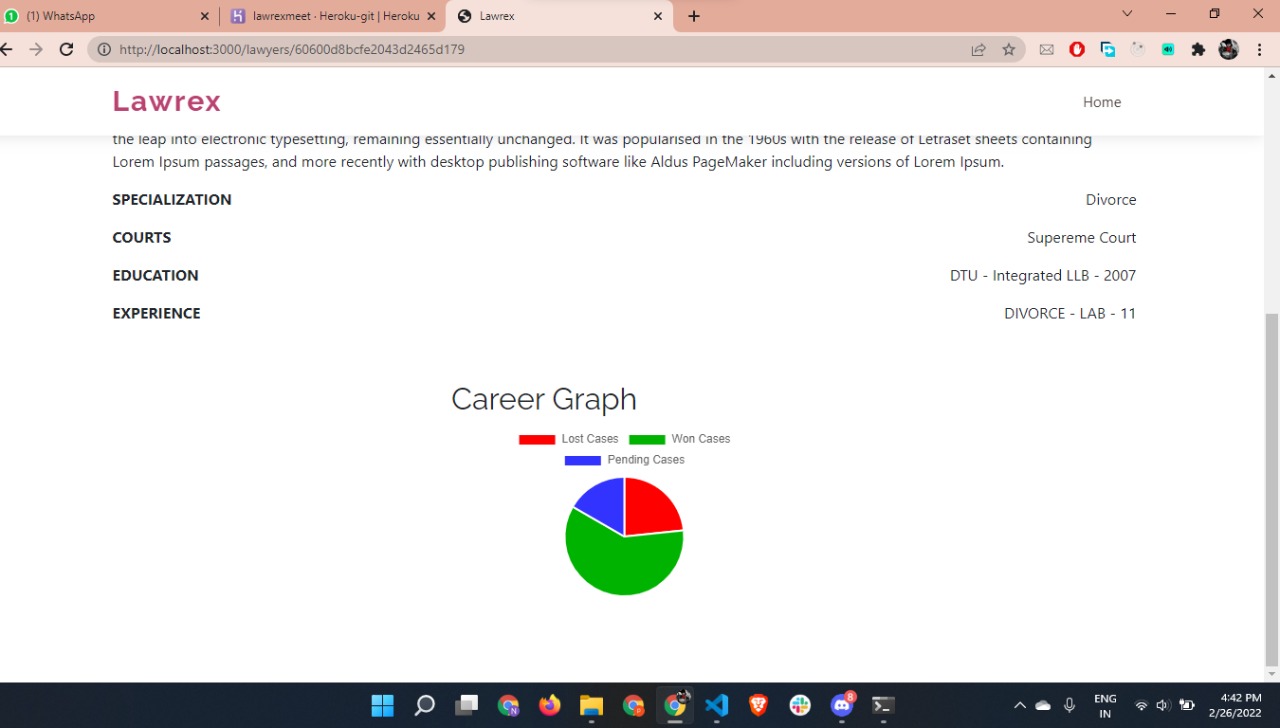 (1) WhatsApp
lawrexmeet · Heroku-git | Heroku
Lawrex
http://localhost:3000/lawyers/60600d8bcfe2043d2465d179
Lawrex
Home
the leap into electronic typesetting, remaining essentially unchanged. It was popularised in the 1960s with the release of Letraset sheets containing
Lorem Ipsum passages, and more recently with desktop publishing software like Aldus PageMaker including versions of Lorem Ipsum.
SPECIALIZATION Divorce
COURTS Supereme Court
EDUCATION DTU - Integrated LLB - 2007
EXPERIENCE DIVORCE - LAB - 11
Career Graph
Lost Cases Won Cases
Pending Cases
8
ENG
IN
4:42 PM
2/26/2022